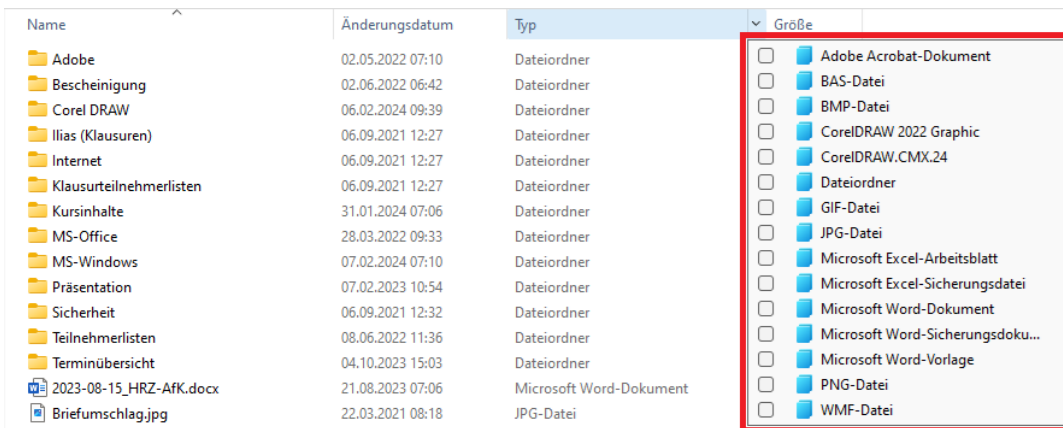 Name Änderungsdatum Typ Größe
Adobe 02.05.2022 07:10 Dateiordner Adobe Acrobat-Dokument
Bescheinigung 02.06.2022 06:42 Dateiordner BAS-Datei
Corel DRAW 06.02.2024 09:39 Dateiordner BMP-Datei
Ilias (Klausuren) 06.09.2021 12:27 Dateiordner CorelDRAW 2022 Graphic
Internet 06.09.2021 12:27 Dateiordner CorelDRAW.CMX.24
Klausurteilnehmerlisten 06.09.2021 12:27 Dateiordner Dateiordner
Kursinhalte 31.01.2024 07:06 Dateiordner GIF-Datei
MS-Office 28.03.2022 09:33 Dateiordner JPG-Datei
MS-Windows 07.02.2024 07:10 Dateiordner Microsoft Excel-Arbeitsblatt
Präsentation 07.02.2023 10:54 Dateiordner Microsoft Excel-Sicherungsdatei
Sicherheit 06.09.2021 12:32 Dateiordner Microsoft Word-Dokument
Teilnehmerlisten 08.06.2022 11:36 Dateiordner Microsoft Word-Sicherungsdoku...
Terminübersicht 04.10.2023 15:03 Dateiordner Microsoft Word-Vorlage
2023-08-15_HRZ-AfK.docx 21.08.2023 07:06 Microsoft Word-Dokument PNG-Datei
Briefumschlag.jpg 22.03.2021 08:18 JPG-Datei WMF-Datei